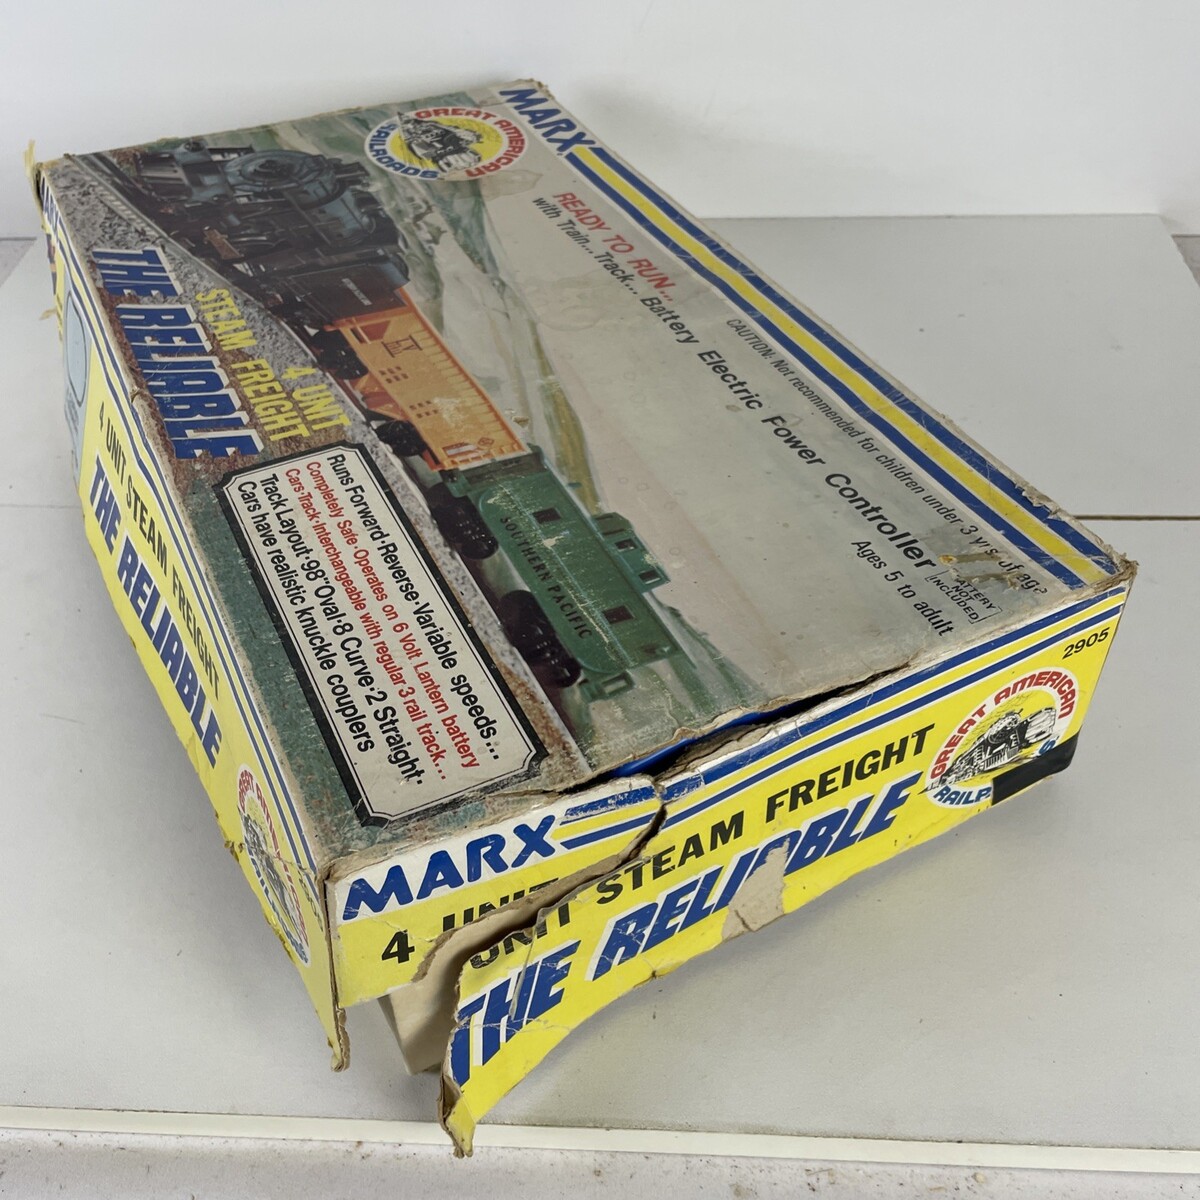 MARX
GREAT AMERICAN
RAILROADS
READY TO RUN...
with Train...Track... Battery Electric Power Controller
BATTERY
NOT
INCLUDED
CAUTION: Not recommended for children under 3 yrs. of age
Ages 5 to adult
4 UNIT
STEAM FREIGHT
THE RELIABLE
SOUTHERN PACIFIC
Runs Forward·Reverse·Variable speeds...
Completely Safe·Operates on 6 Volt Lantern battery
Cars·Track·Interchangeable with regular 3 rail track...
Track Layout·98"Oval·8 Curve·2 Straight·
Cars have realistic knuckle couplers
MARX
4 UNIT STEAM FREIGHT
THE RELIABLE
GREAT AMERICAN
MARX
4 UNIT STEAM FREIGHT
THE RELIABLE
2905
GREAT AMERICAN